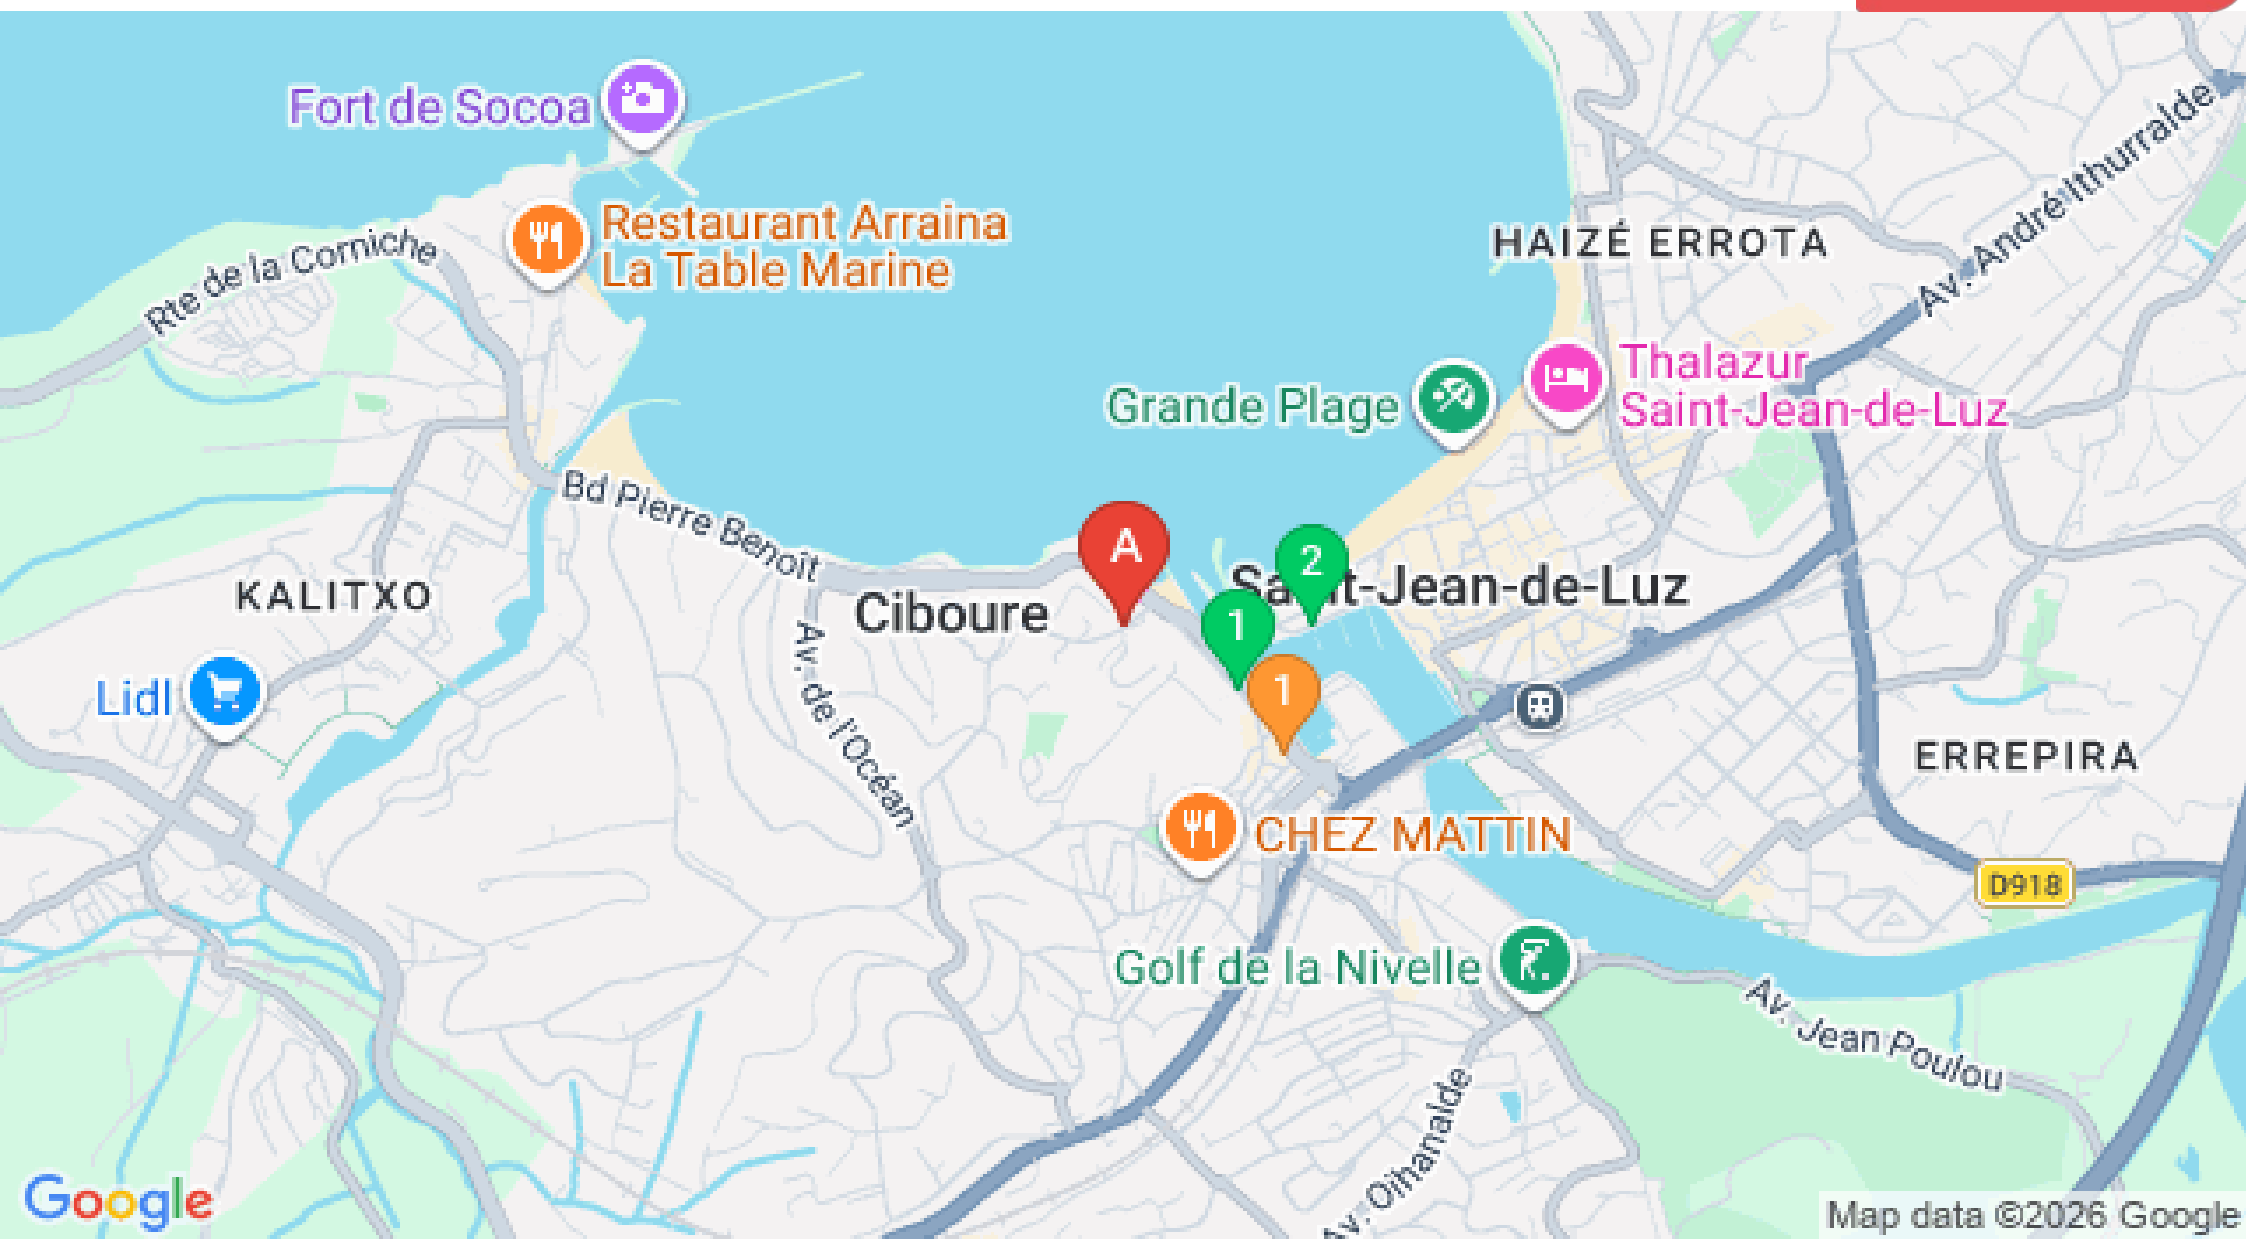 Fort de Socoa
Restaurant Arraina
La Table Marine
Rte de la Corniche
HAIZÉ ERROTA
Av. André Ithurralde
Thalazur
Saint-Jean-de-Luz
Grande Plage
Bd Pierre Benoît
A
2
Saint-Jean-de-Luz
KALITXO
Ciboure
1
Av. de l'Océan
Lidl
1
ERREPIRA
CHEZ MATTIN
D918
Golf de la Nivelle
Av. Jean Poulou
Av. Oihanalde
Google
Map data ©2026 Google